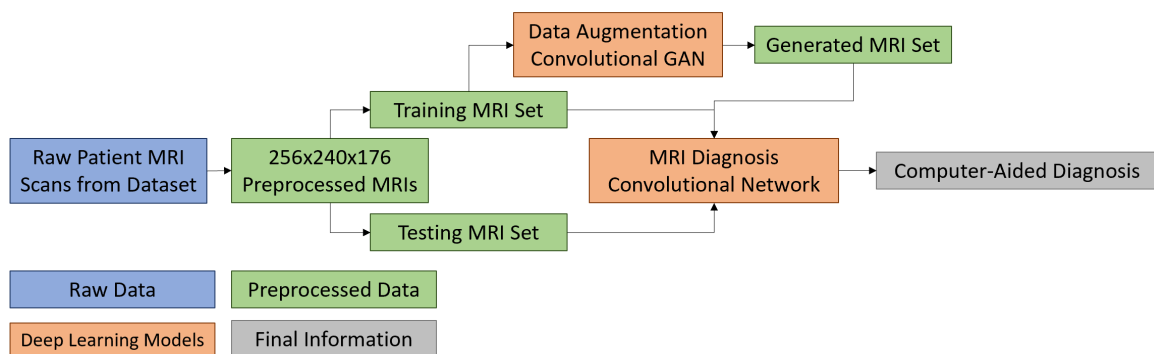 Data Augmentation
Convolutional GAN
Generated MRI Set
Training MRI Set
Raw Patient MRI
Scans from Dataset
256x240x176
Preprocessed MRIs
MRI Diagnosis
Convolutional Network
Computer-Aided Diagnosis
Testing MRI Set
Raw Data
Preprocessed Data
Deep Learning Models
Final Information